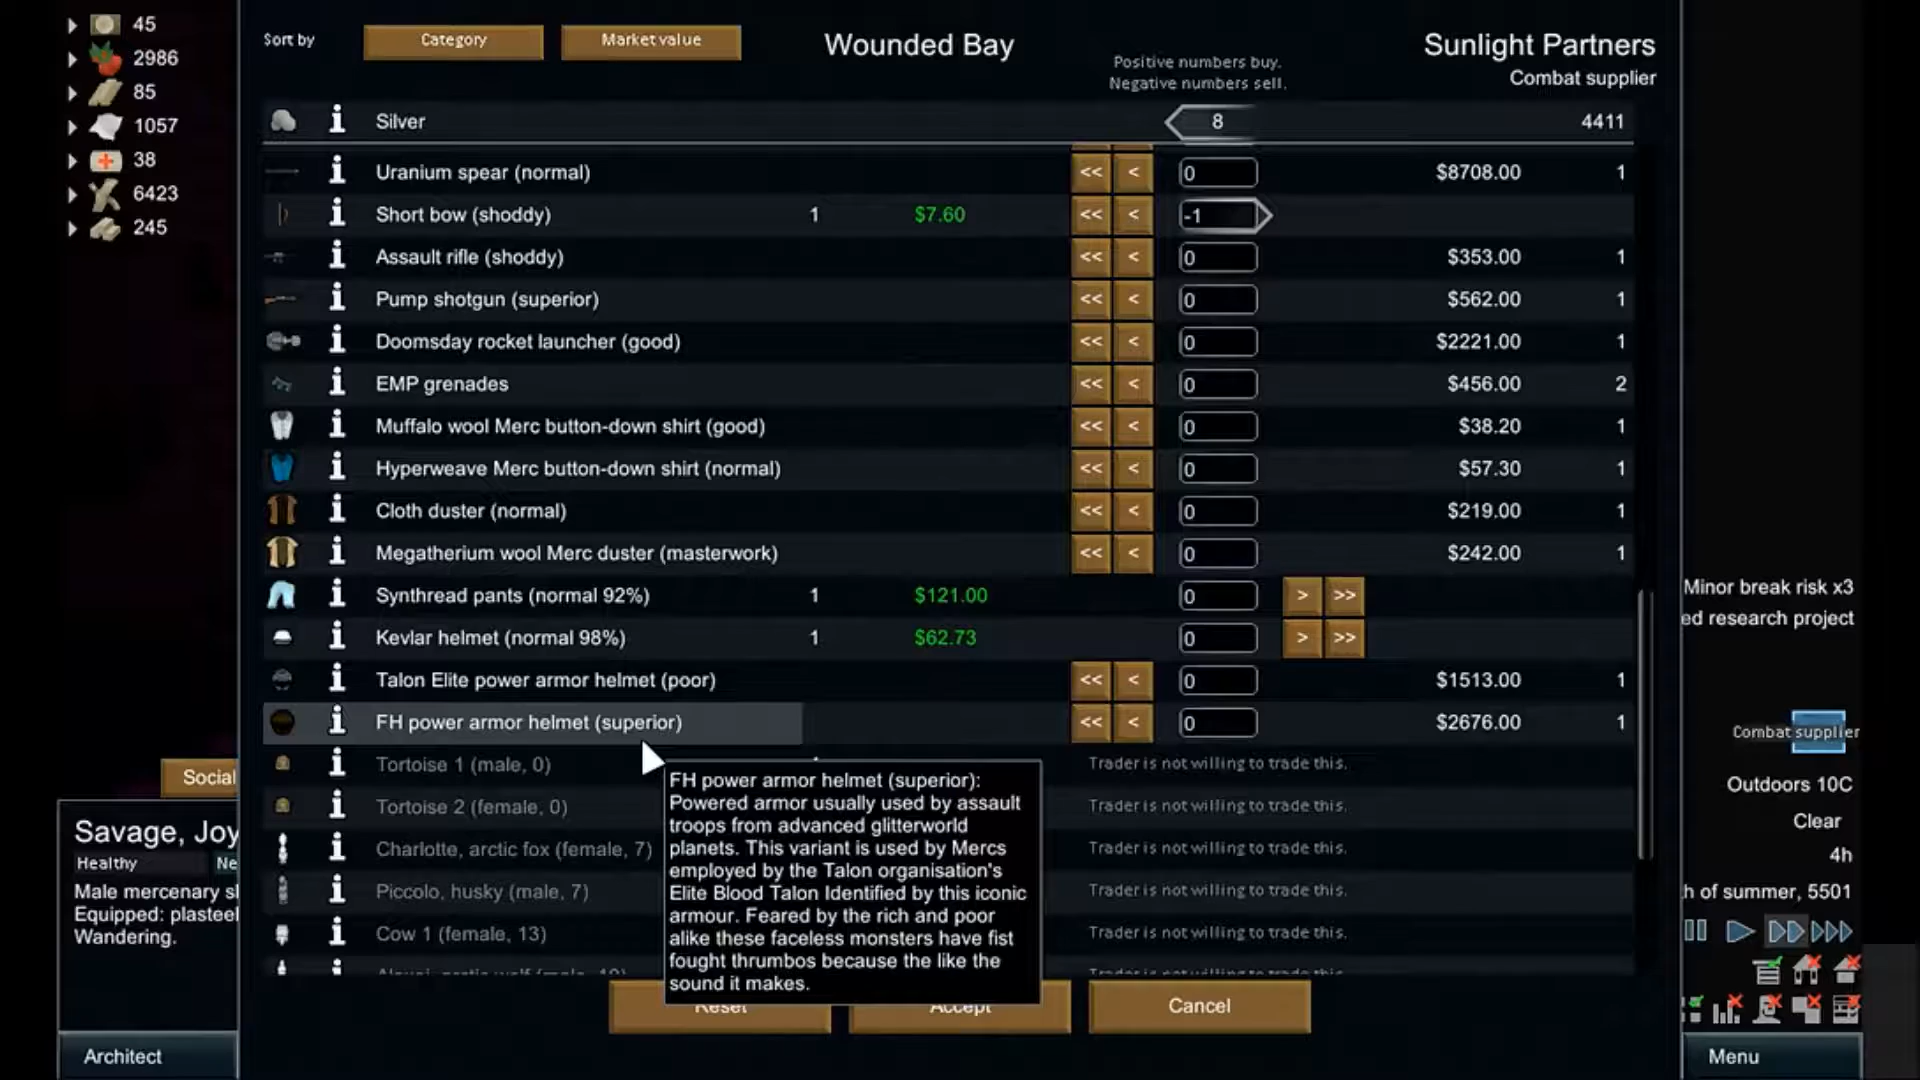 45
2986
85
1057
38
6423
245
Sort by
Category
Market value
Wounded Bay
Positive numbers buy.
Negative numbers sell.
Sunlight Partners
Combat supplier
Silver 8 4411
Uranium spear (normal) << < 0 $8708.00 1
Short bow (shoddy) 1 $7.60 << < -1
Assault rifle (shoddy) << < 0 $353.00 1
Pump shotgun (superior) << < 0 $562.00 1
Doomsday rocket launcher (good) << < 0 $2221.00 1
EMP grenades << < 0 $456.00 2
Muffalo wool Merc button-down shirt (good) << < 0 $38.20 1
Hyperweave Merc button-down shirt (normal) << < 0 $57.30 1
Cloth duster (normal) << < 0 $219.00 1
Megatherium wool Merc duster (masterwork) << < 0 $242.00 1
Synthread pants (normal 92%) 1 $121.00 0 > >>
Kevlar helmet (normal 98%) 1 $62.73 0 > >>
Talon Elite power armor helmet (poor) << < 0 $1513.00 1
FH power armor helmet (superior) << < 0 $2676.00 1
Tortoise 1 (male, 0) Trader is not willing to trade this.
Tortoise 2 (female, 0) Trader is not willing to trade this.
Charlotte, arctic fox (female, 7) Trader is not willing to trade this.
Piccolo, husky (male, 7) Trader is not willing to trade this.
Cow 1 (female, 13) Trader is not willing to trade this.
Trader is not willing to trade this.
FH power armor helmet (superior):
Powered armor usually used by assault
troops from advanced glitterworld
planets. This variant is used by Mercs
employed by the Talon organisation's
Elite Blood Talon Identified by this iconic
armour. Feared by the rich and poor
alike these faceless monsters have fist
fought thrumbos because the like the
sound it makes.
Reset
Accept
Cancel
Social
Savage, Joy
Healthy Ne
Male mercenary sl
Equipped: plasteel
Wandering.
Architect
Minor break risk x3
ed research project
Combat supplier
Outdoors 10C
Clear
4h
h of summer, 5501
Menu